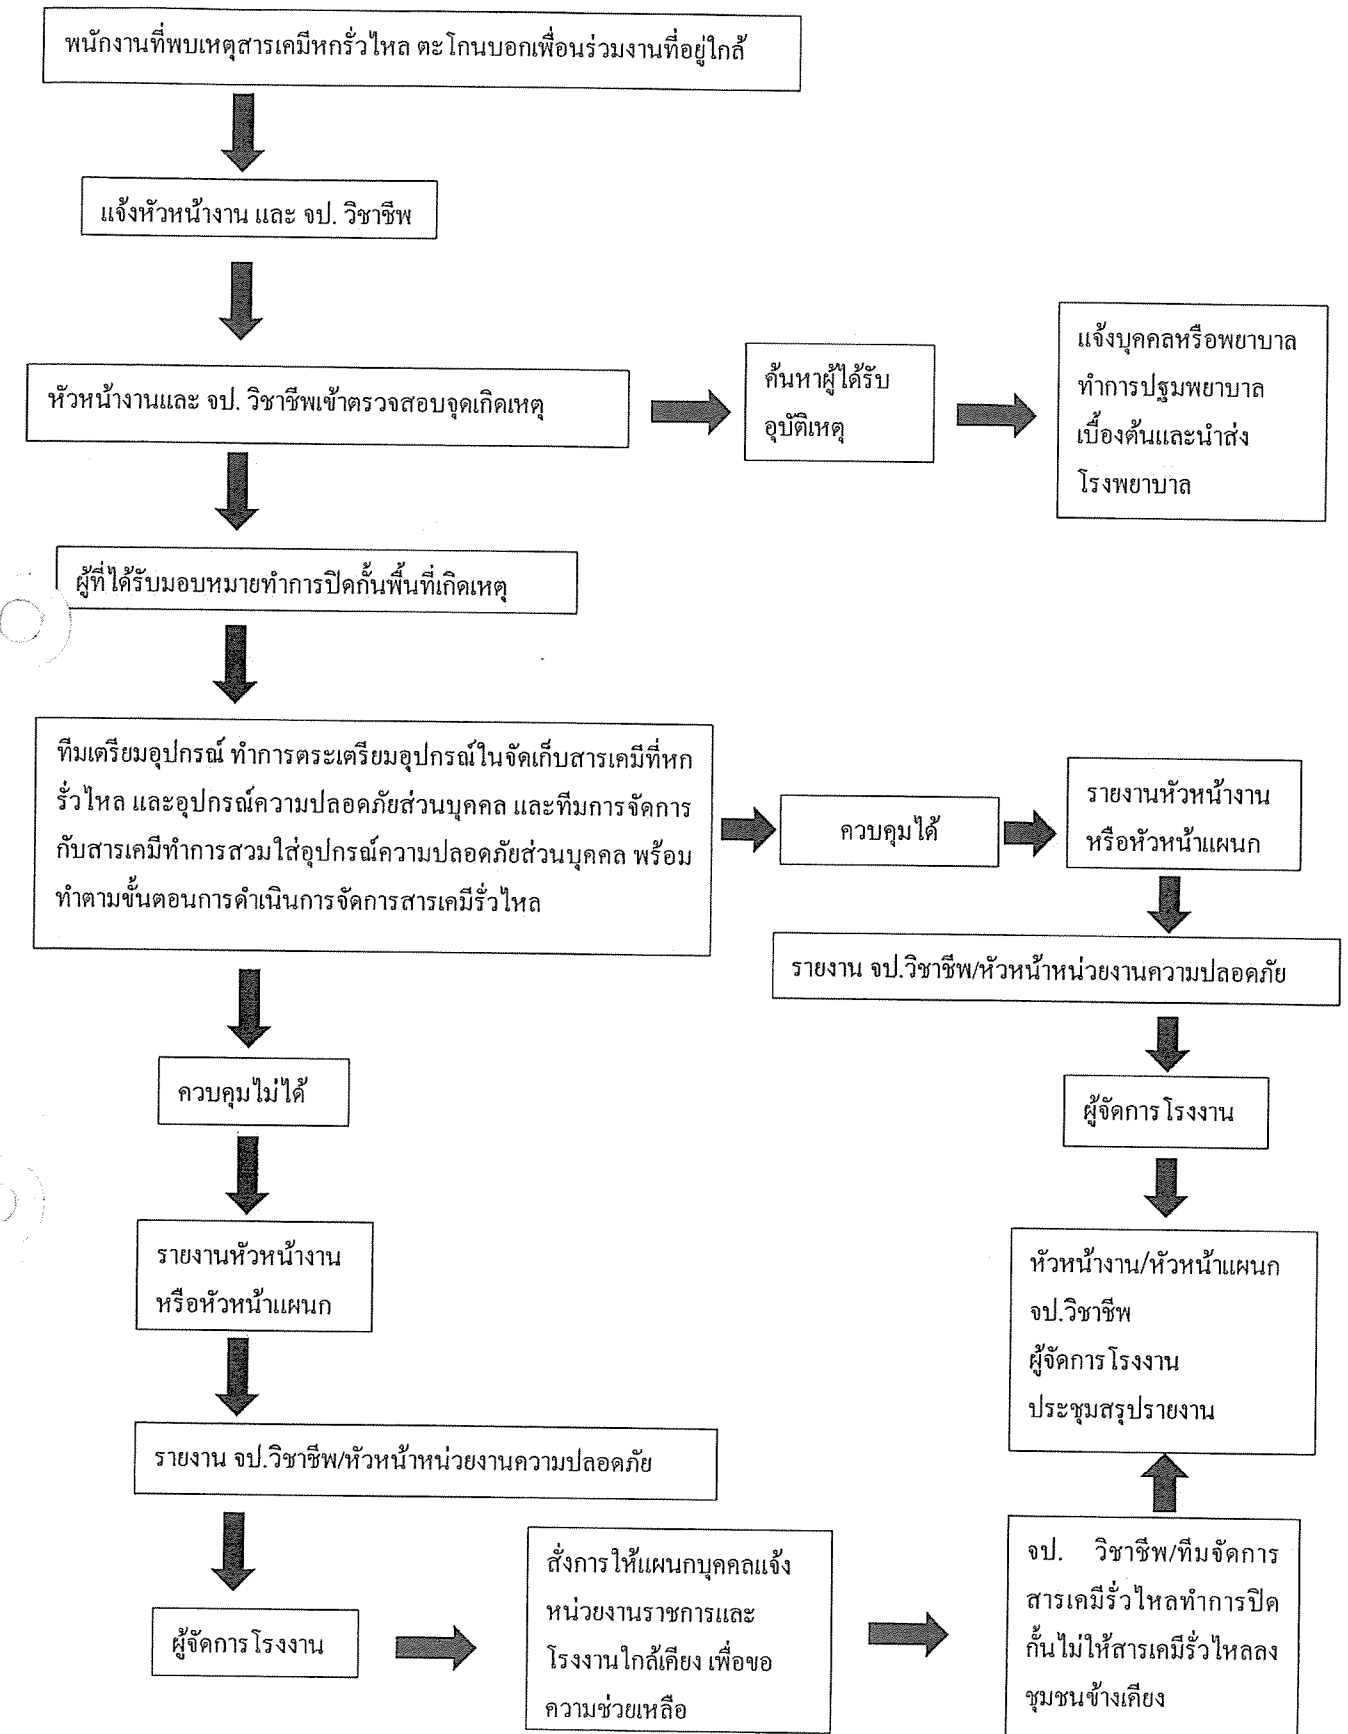 พนักงานที่พบเหตุสารเคมีหกรั่วไหล ตะโกนบอกเพื่อนร่วมงานที่อยู่ใกล้
แจ้งหัวหน้างาน และ จป. วิชาชีพ
หัวหน้างานและ จป. วิชาชีพเข้าตรวจสอบจุดเกิดเหตุ
ค้นหาผู้ได้รับ
อุบัติเหตุ
แจ้งบุคคลหรือพยาบาล
ทำการปฐมพยาบาล
เบื้องต้นและนำส่ง
โรงพยาบาล
ผู้ที่ได้รับมอบหมายทำการปิดกั้นพื้นที่เกิดเหตุ
ทีมเตรียมอุปกรณ์ ทำการตระเตรียมอุปกรณ์ในจัดเก็บสารเคมีที่หก
รั่วไหล และอุปกรณ์ความปลอดภัยส่วนบุคคล และทีมการจัดการ
กับสารเคมีทำการสวมใส่อุปกรณ์ความปลอดภัยส่วนบุคคล พร้อม
ทำตามขั้นตอนการดำเนินการจัดการสารเคมีรั่วไหล
ควบคุมได้
รายงานหัวหน้างาน
หรือหัวหน้าแผนก
รายงาน จป.วิชาชีพ/หัวหน้าหน่วยงานความปลอดภัย
ผู้จัดการโรงงาน
หัวหน้างาน/หัวหน้าแผนก
จป.วิชาชีพ
ผู้จัดการโรงงาน
ประชุมสรุปรายงาน
ควบคุมไม่ได้
รายงานหัวหน้างาน
หรือหัวหน้าแผนก
รายงาน จป.วิชาชีพ/หัวหน้าหน่วยงานความปลอดภัย
ผู้จัดการโรงงาน
สั่งการให้แผนกบุคคลแจ้ง
หน่วยงานราชการและ
โรงงานใกล้เคียง เพื่อขอ
ความช่วยเหลือ
จป. วิชาชีพ/ทีมจัดการ
สารเคมีรั่วไหลทำการปิด
กั้นไม่ให้สารเคมีรั่วไหลลง
ชุมชนข้างเคียง